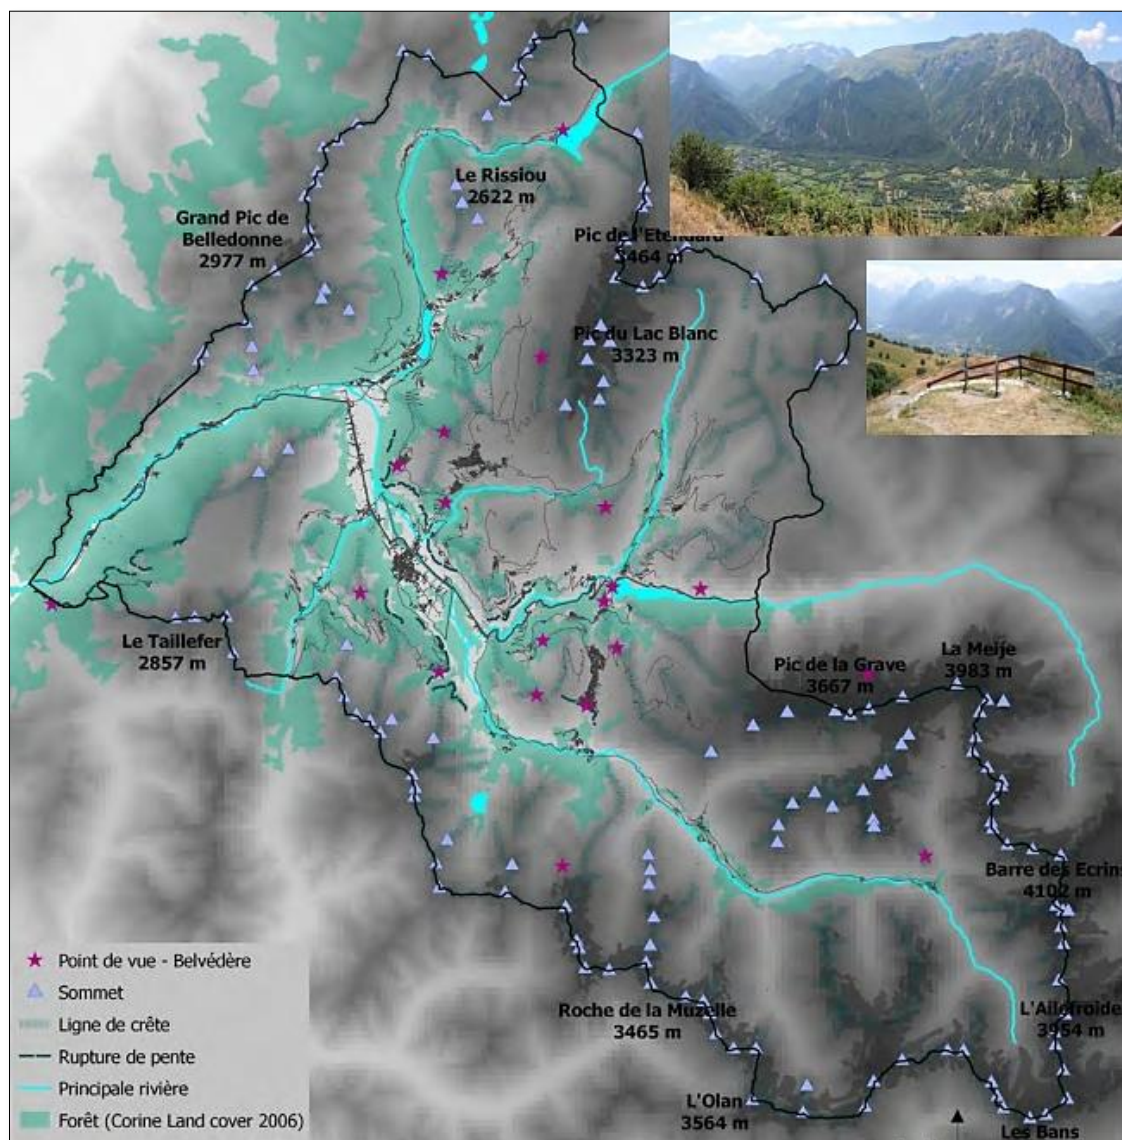 Le Rissiou
2622 m
Grand Pic de
Belledonne
2977 m
Pic de l'Etendard
3464 m
Pic du Lac Blanc
3323 m
Le Taillefer
2857 m
La Meije
3983 m
Pic de la Grave
3667 m
Barre des Ecrins
4102 m
L'Ailefroide
3954 m
Roche de la Muzelle
3465 m
L'Olan
3564 m
Les Bans
Point de vue - Belvédère
Sommet
Ligne de crête
Rupture de pente
Principale rivière
Forêt (Corine Land cover 2006)